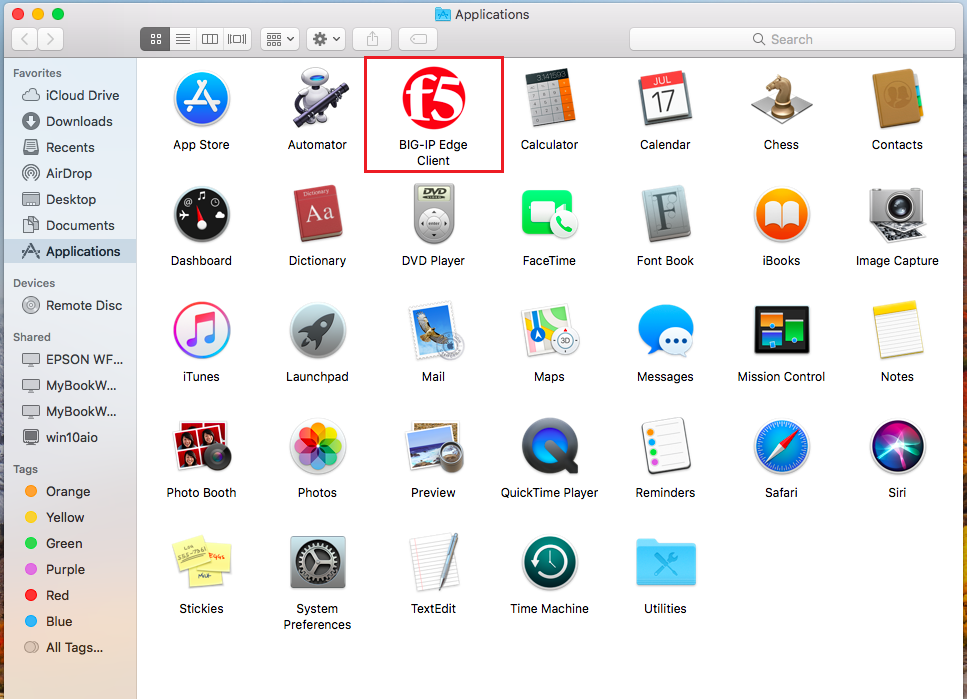 Applications
Search
Favorites
iCloud Drive
Downloads
Recents
AirDrop
Desktop
Documents
Applications
Devices
Remote Disc
Shared
EPSON WF...
MyBookW...
MyBookW...
win10aio
Tags
Orange
Yellow
Green
Purple
Red
Blue
All Tags...
App Store
Automator
f5
BIG-IP Edge
Client
3.141593
Calculator
JUL
17
Calendar
Chess
Contacts
Dashboard
Dictionary
Aa
Dictionary
DVD
DVD Player
FaceTime
F
Font Book
iBooks
Image Capture
iTunes
Launchpad
Mail
3D
Maps
Messages
Mission Control
Notes
Photo Booth
Photos
Preview
QuickTime Player
Reminders
Safari
Siri
EGGS
MILK
Stickies
System
Preferences
TextEdit
Time Machine
Utilities